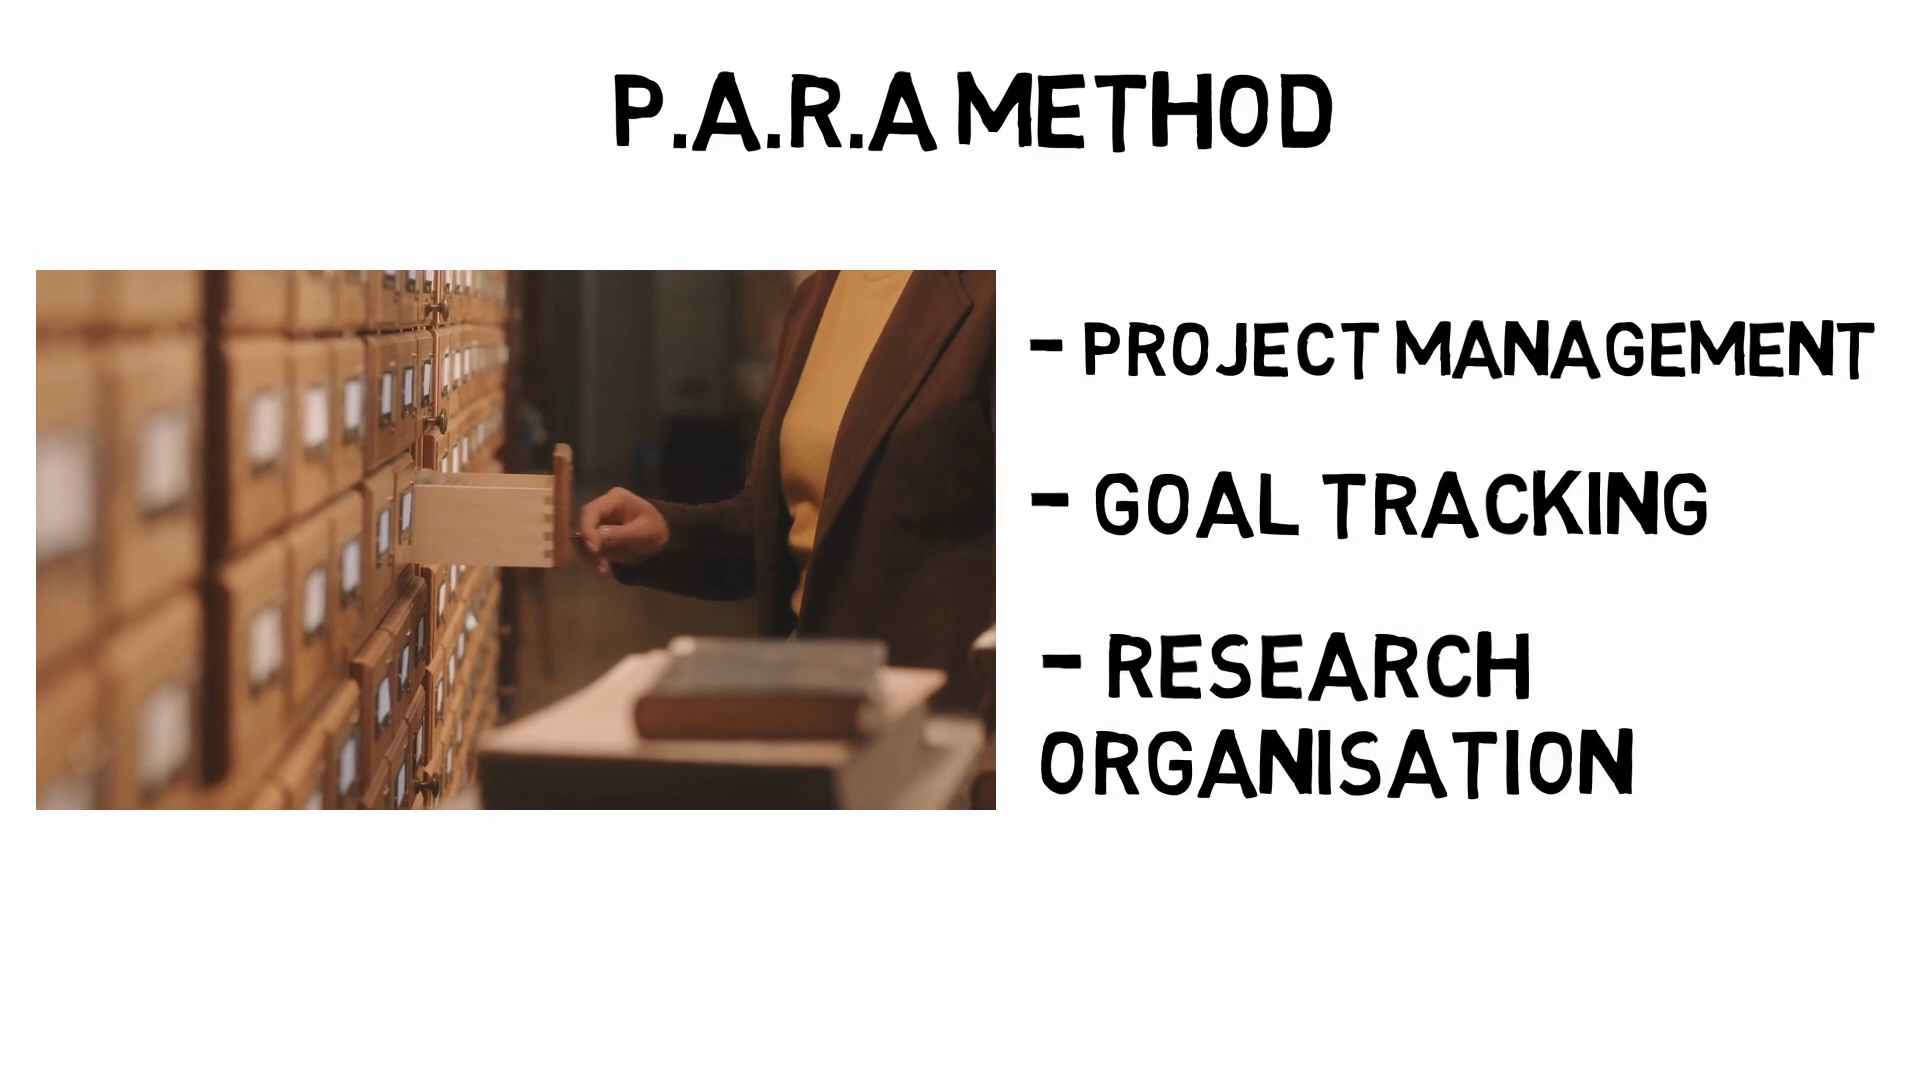 P.A.R.A METHOD
- PROJECT MANAGEMENT
- GOAL TRACKING
- RESEARCH
ORGANISATION